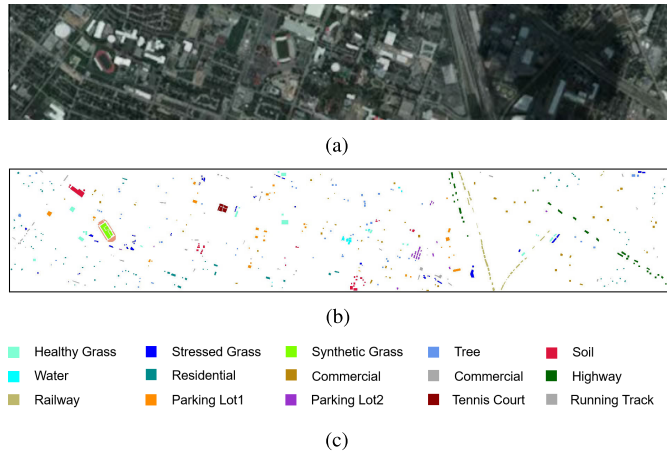 (a)
(b)
Healthy Grass Stressed Grass Synthetic Grass Tree Soil
Water Residential Commercial Commercial Highway
Railway Parking Lot1 Parking Lot2 Tennis Court Running Track
(c)